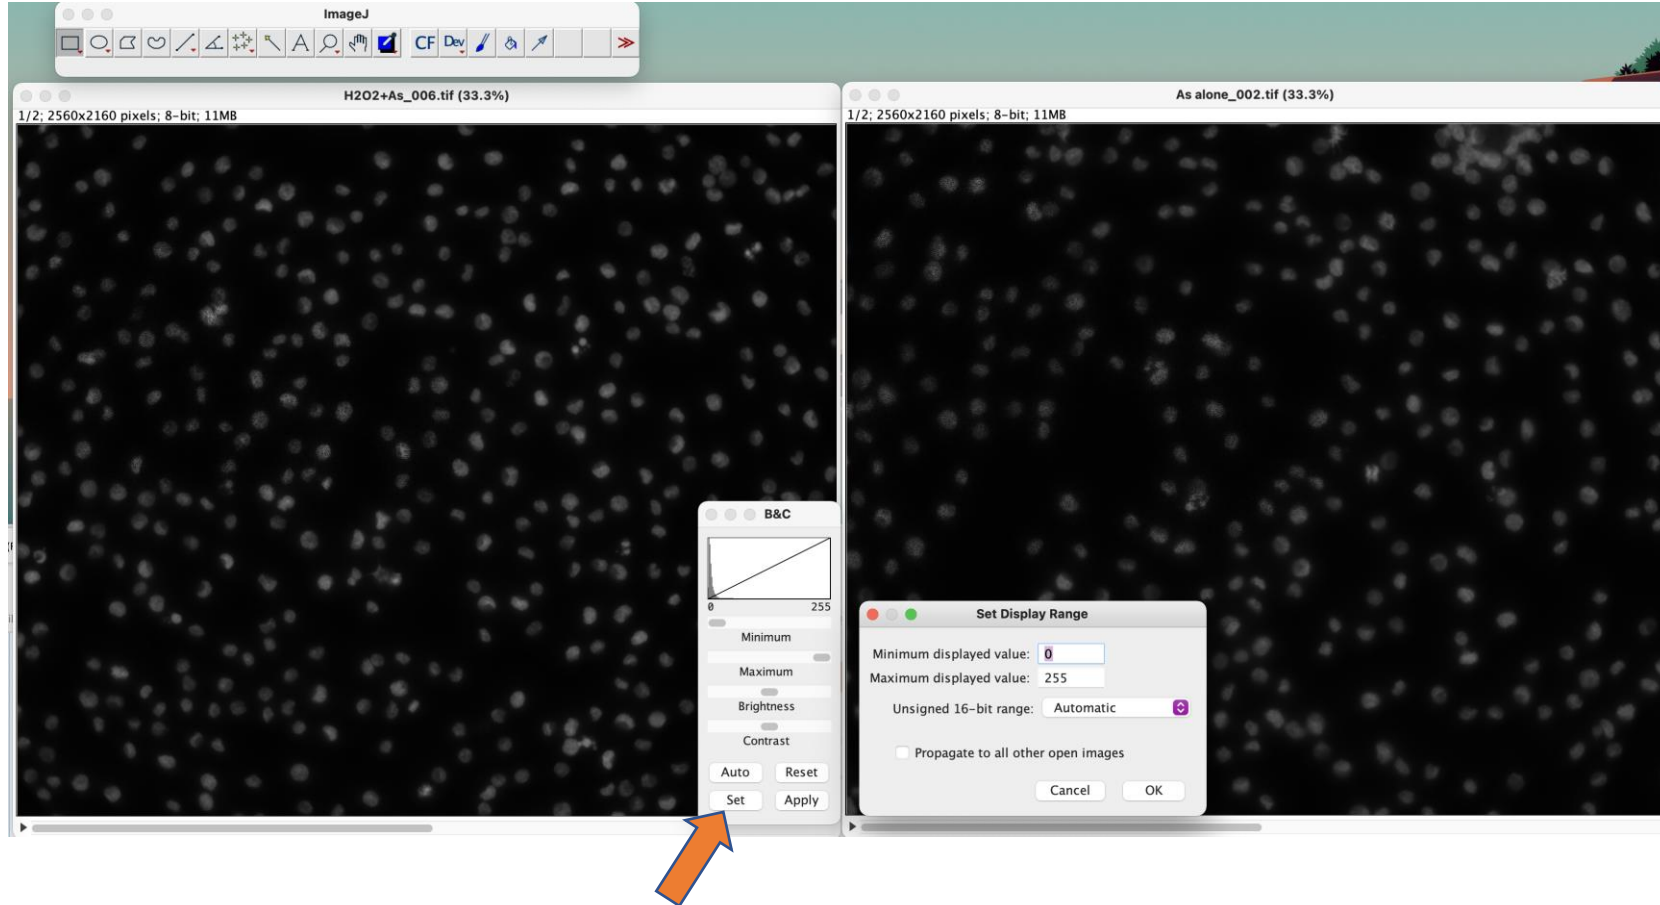 ImageJ
A
CF
Dev
H2O2+As_006.tif (33.3%)
1/2; 2560x2160 pixels; 8-bit; 11MB
As alone_002.tif (33.3%)
1/2; 2560x2160 pixels; 8-bit; 11MB
B&C
0 255
Minimum
Maximum
Brightness
Contrast
Auto Reset
Set Apply
Set Display Range
Minimum displayed value: 0
Maximum displayed value: 255
Unsigned 16-bit range: Automatic
Propagate to all other open images
Cancel OK